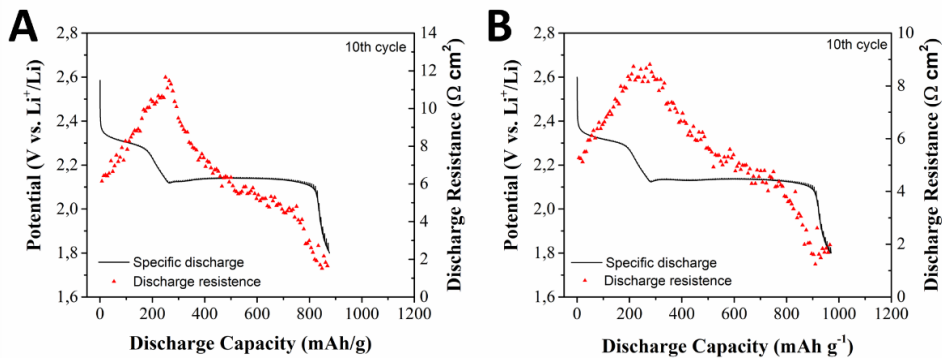 A
2,8
2,6
2,4
2,2
2,0
1,8
1,6
Potential (V vs. Li+/Li)
10th cycle
Specific discharge
Discharge resistence
0 200 400 600 800 1000 1200
Discharge Capacity (mAh/g)
14
12
10
8
6
4
2
0
Discharge Resistance (Ω cm²)
B
2,8
2,6
2,4
2,2
2,0
1,8
1,6
Potential (V vs. Li⁺/Li)
10th cycle
Specific discharge
Discharge resistence
0 200 400 600 800 1000 1200
Discharge Capacity (mAh g⁻¹)
10
8
6
4
2
0
Discharge Resistance (Ω cm²)